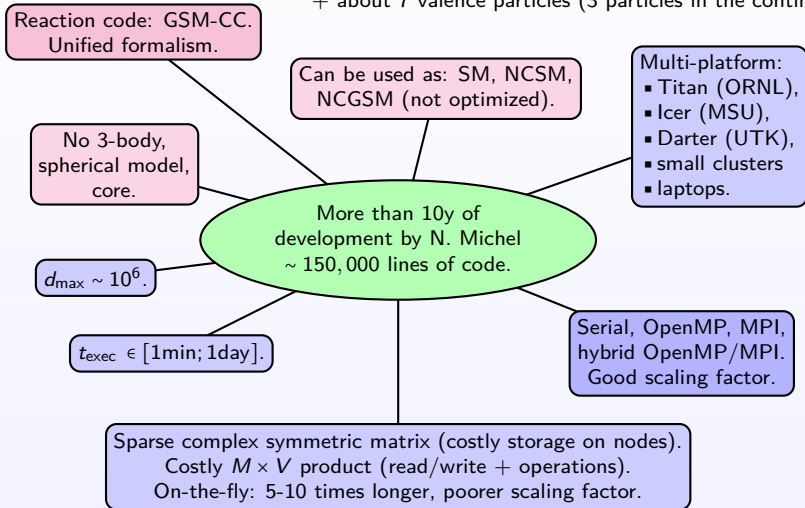 + about 7 valence particles (3 particles in the contin
Reaction code: GSM-CC.
Unified formalism.
Can be used as: SM, NCSM,
NCGSM (not optimized).
Multi-platform:
▪ Titan (ORNL),
▪ Icer (MSU),
▪ Darter (UTK),
▪ small clusters
▪ laptops.
No 3-body,
spherical model,
core.
More than 10y of
development by N. Michel
~ 150,000 lines of code.
d_max ~ 10^6.
t_exec ∈ [1min; 1day].
Serial, OpenMP, MPI,
hybrid OpenMP/MPI.
Good scaling factor.
Sparse complex symmetric matrix (costly storage on nodes).
Costly M × V product (read/write + operations).
On-the-fly: 5-10 times longer, poorer scaling factor.